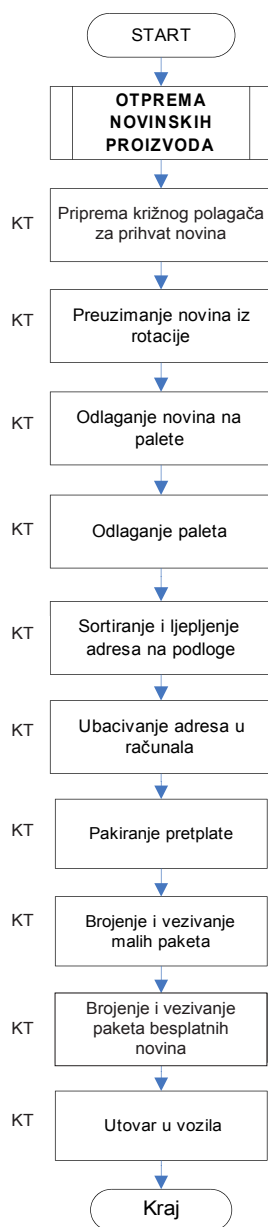 START
OTPREMA
NOVINSKIH
PROIZVODA
KT
Priprema križnog polagača
za prihvat novina
KT
Preuzimanje novina iz
rotacije
KT
Odlaganje novina na
palete
KT
Odlaganje paleta
KT
Sortiranje i ljepljenje
adresa na podloge
KT
Ubacivanje adresa u
računala
KT
Pakiranje pretplate
KT
Brojenje i vezivanje
malih paketa
KT
Brojenje i vezivanje
paketa besplatnih
novina
KT
Utovar u vozila
Kraj